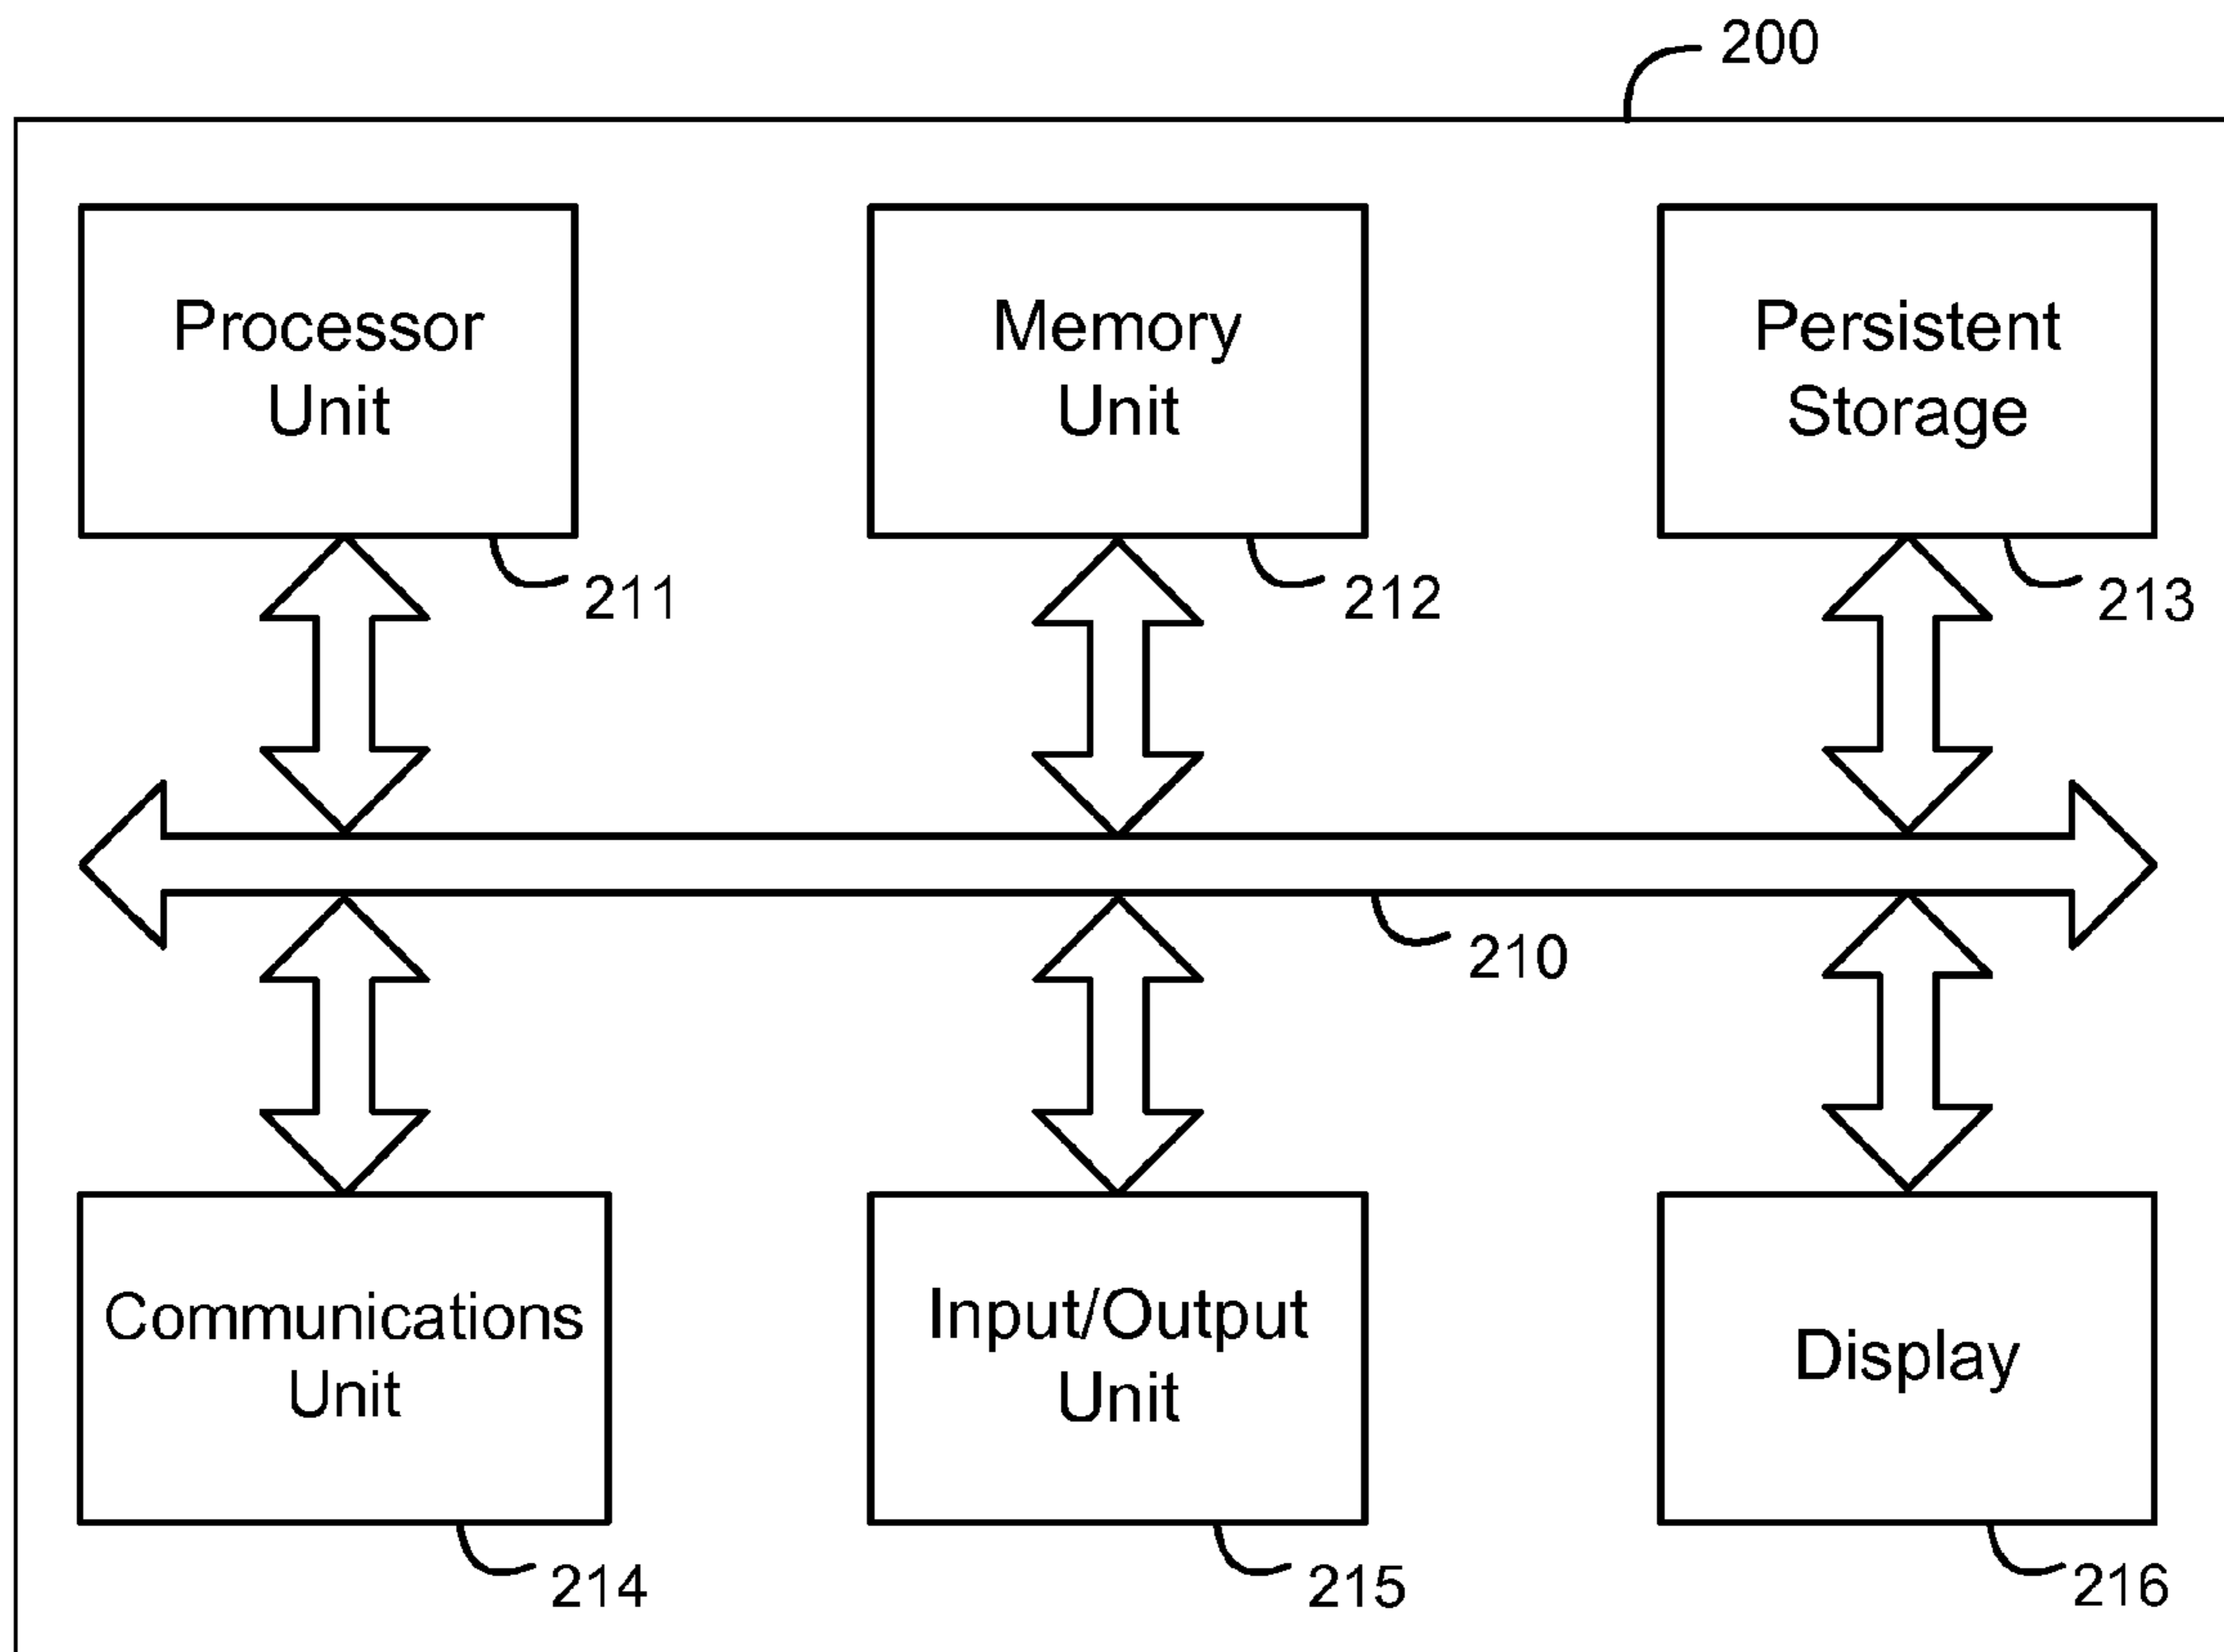 200
Processor
Unit
Memory
Unit
Persistent
Storage
211
212
213
210
Communications
Unit
Input/Output
Unit
Display
214
215
216